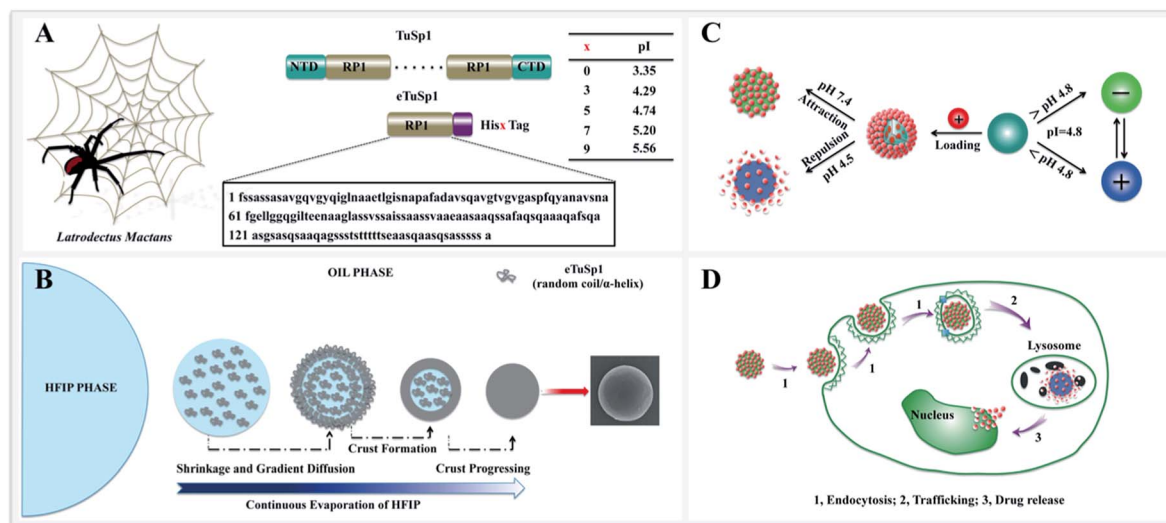 A
TuSp1
NTD RP1 ...... RP1 CTD
eTuSp1
RP1 Hisx Tag
x pI
0 3.35
3 4.29
5 4.74
7 5.20
9 5.56
1 fssassasavgqvgyqiglnaaetlgisnapafadavsqavgtvgvgaspfqyanavsna
61 fgellggqgilteenaaglassvssaissaassvaaeaasaaqssafaqsqaaaqafsqa
121 asgsasqsaaqagssststtttttseaasqaasqsasssss a
Latrodectus Mactans
B
OIL PHASE
eTuSp1
(random coil/α-helix)
HFIP PHASE
Crust Formation
Shrinkage and Gradient Diffusion
Crust Progressing
Continuous Evaporation of HFIP
C
pH 7.4
Attraction
Repulsion
pH 4.5
+
Loading
> pH 4.8
pI=4.8
< pH 4.8
−
+
D
1
1
1
2
Lysosome
Nucleus
3
1, Endocytosis; 2, Trafficking; 3, Drug release